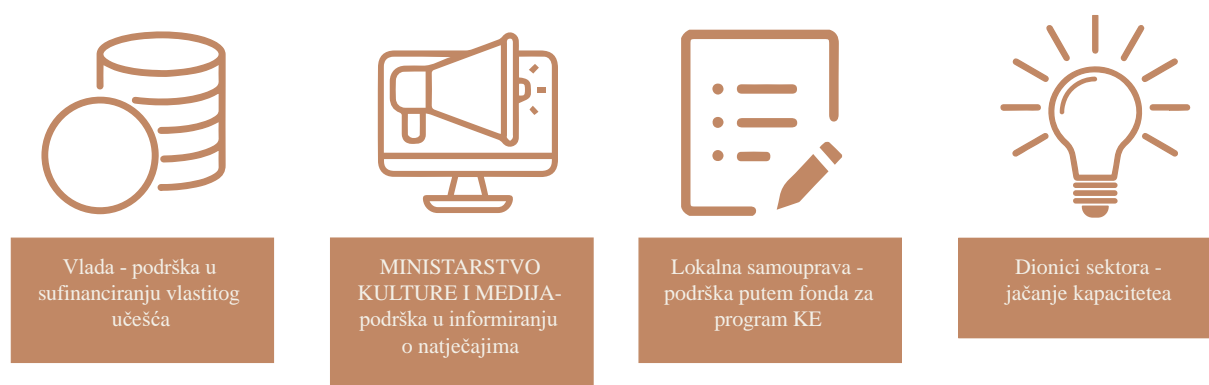 Vlada - podrška u
sufinanciranju vlastitog
učešća
MINISTARSTVO
KULTURE I MEDIJA-
podrška u informiranju
o natječajima
Lokalna samouprava -
podrška putem fonda za
program KE
Dionici sektora -
jačanje kapacitetea